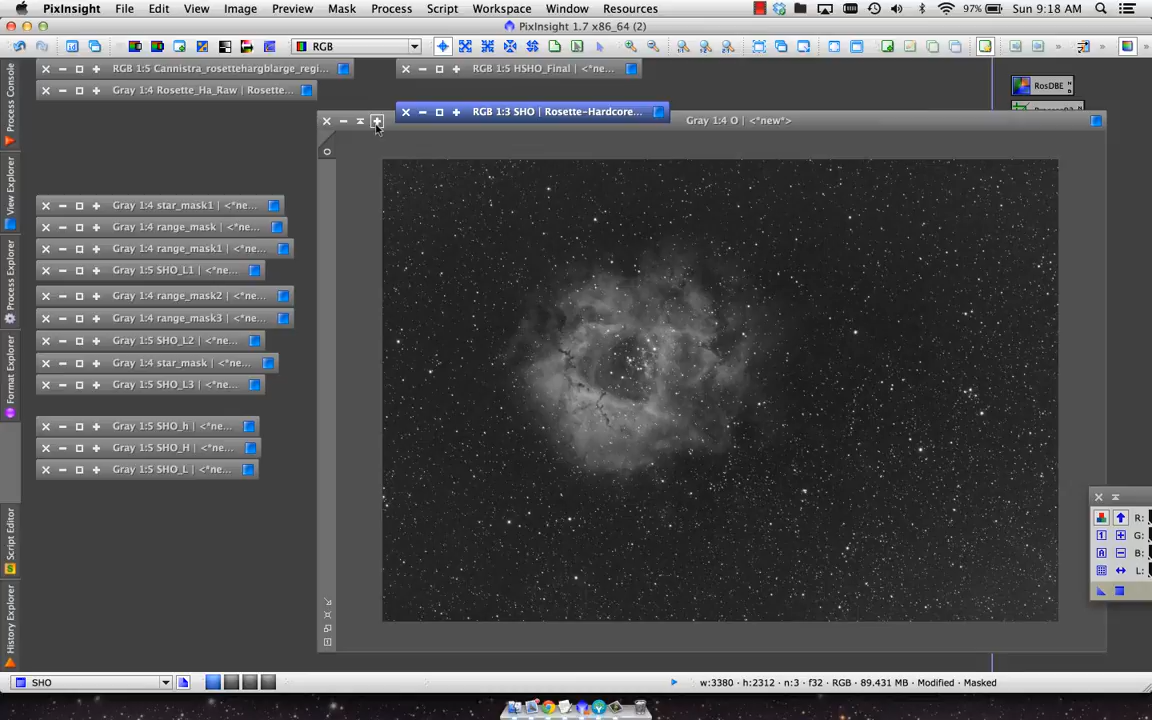 PixInsight File Edit View Image Preview Mask Process Script Workspace Window Resources 97% Sun 9:18 AM
PixInsight 1.7 x86_64 (2)
RGB
RGB 1:5 Cannistra_rosettehargblarge_regi...
RGB 1:5 HSHO_Final | <*ne...
Gray 1:4 Rosette_Ha_Raw | Rosette...
RosDBE
RGB 1:3 SHO | Rosette-Hardcore...
Gray 1:4 O | <*new*>
O
Process Console
View Explorer
Process Explorer
Format Explorer
Script Editor
History Explorer
Gray 1:4 star_mask1 | <*ne...
Gray 1:4 range_mask | <*new...
Gray 1:4 range_mask1 | <*ne...
Gray 1:5 SHO_L1 | <*ne...
Gray 1:4 range_mask2 | <*ne...
Gray 1:4 range_mask3 | <*ne...
Gray 1:5 SHO_L2 | <*ne...
Gray 1:4 star_mask | <*ne...
Gray 1:5 SHO_L3 | <*ne...
Gray 1:5 SHO_h | <*ne...
Gray 1:5 SHO_H | <*ne...
Gray 1:5 SHO_L | <*ne...
R:
G:
B:
L:
SHO
w:3380 · h:2312 · n:3 · f32 · RGB · 89.431 MB · Modified · Masked